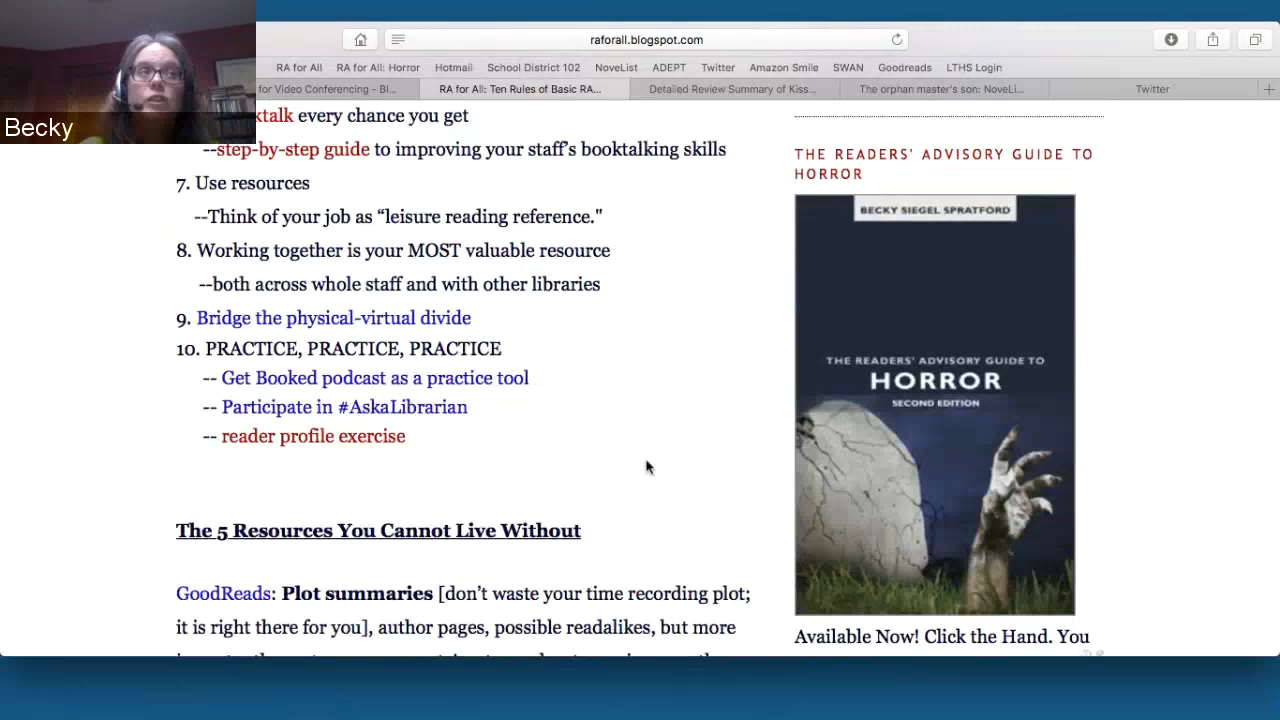 raforall.blogspot.com
RA for All
RA for All: Horror
Hotmail
School District 102
NoveList
ADEPT
Twitter
Amazon Smile
SWAN
Goodreads
LTHS Login
for Video Conferencing - Bl...
RA for All: Ten Rules of Basic RA...
Detailed Review Summary of Kiss...
The orphan master's son: NoveLi...
Twitter
Becky
ktalk every chance you get
--step-by-step guide to improving your staff's booktalking skills
7. Use resources
--Think of your job as “leisure reading reference."
8. Working together is your MOST valuable resource
--both across whole staff and with other libraries
9. Bridge the physical-virtual divide
10. PRACTICE, PRACTICE, PRACTICE
-- Get Booked podcast as a practice tool
-- Participate in #AskaLibrarian
-- reader profile exercise
The 5 Resources You Cannot Live Without
GoodReads: Plot summaries [don't waste your time recording plot;
it is right there for you], author pages, possible readalikes, but more
THE READERS' ADVISORY GUIDE TO
HORROR
BECKY SIEGEL SPRATFORD
THE READERS' ADVISORY GUIDE TO
HORROR
SECOND EDITION
Available Now! Click the Hand. You